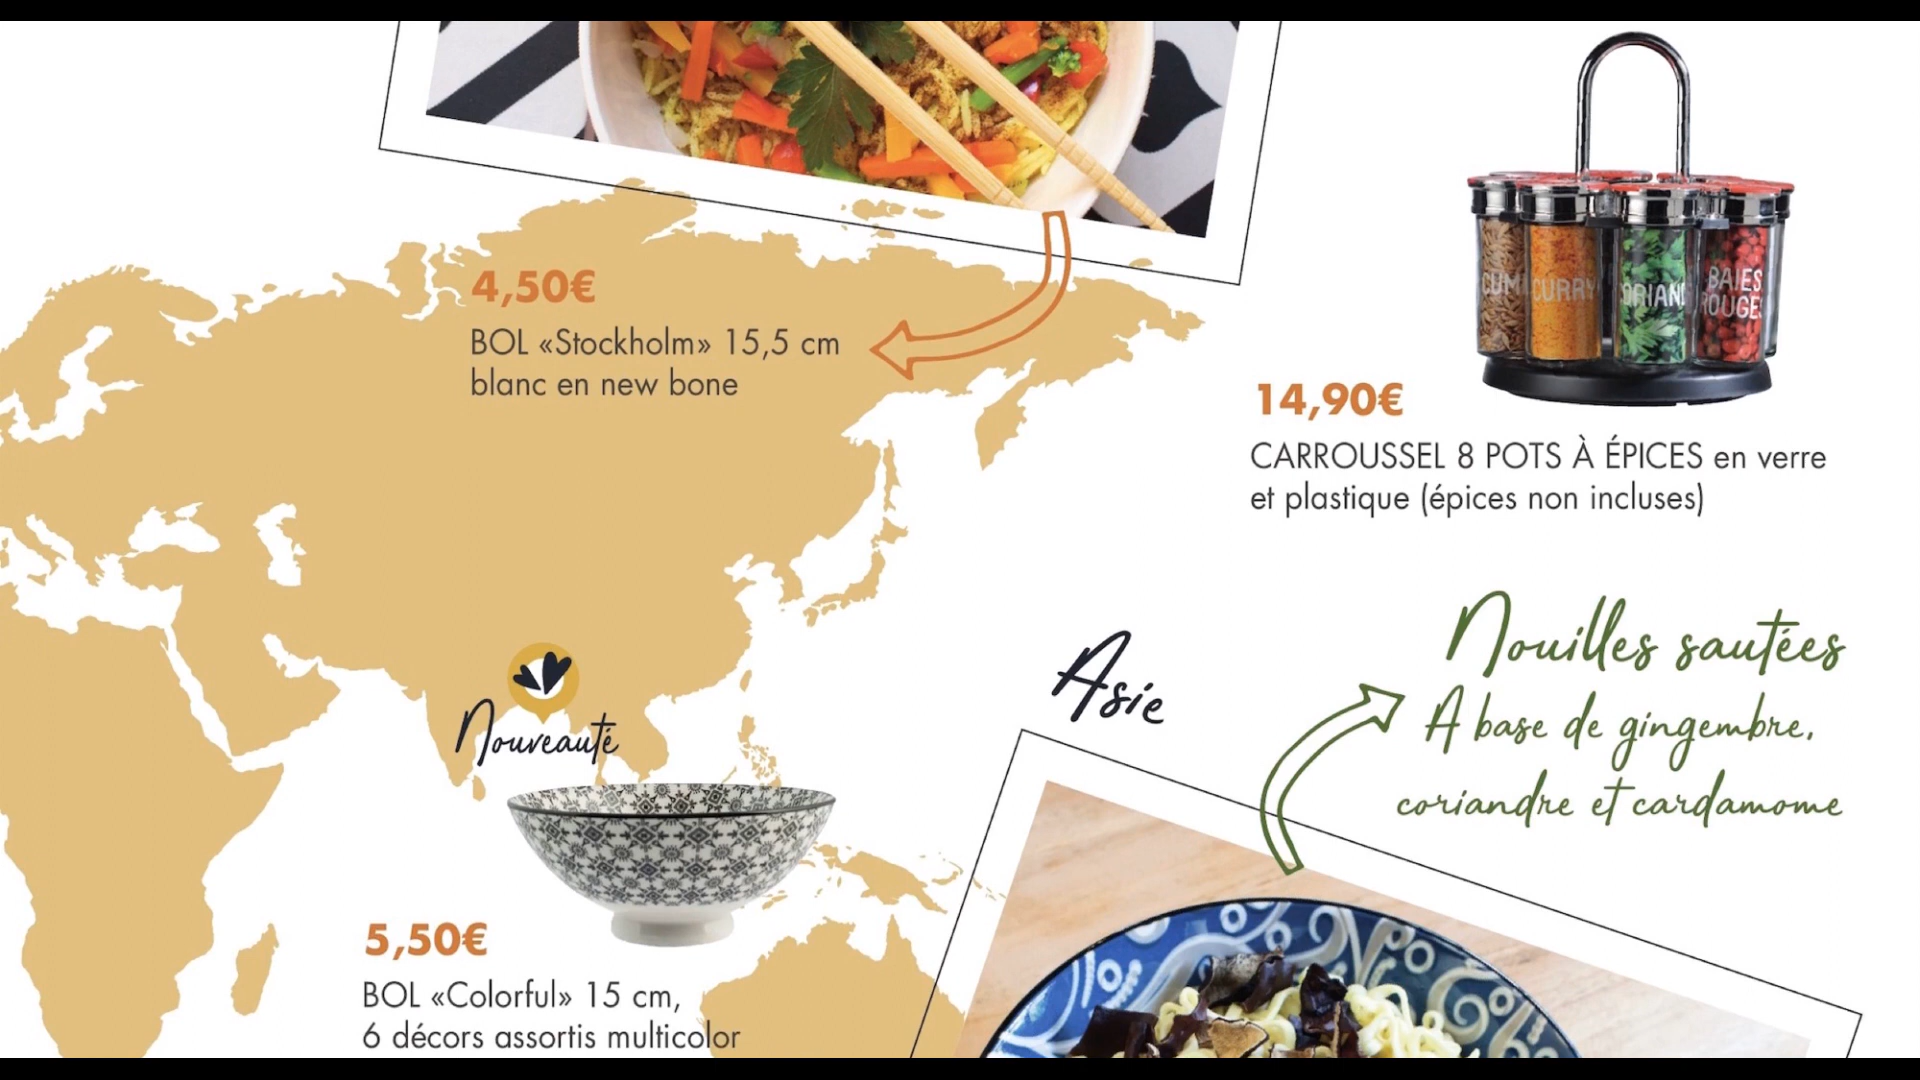 4,50€
BOL «Stockholm» 15,5 cm
blanc en new bone
CURRY
BAIES
14,90€
CARROUSSEL 8 POTS À ÉPICES en verre
et plastique (épices non incluses)
Nouilles sautées
A base de gingembre,
coriandre et cardamome
Asie
Nouveauté
5,50€
BOL «Colorful» 15 cm,
6 décors assortis multicolor